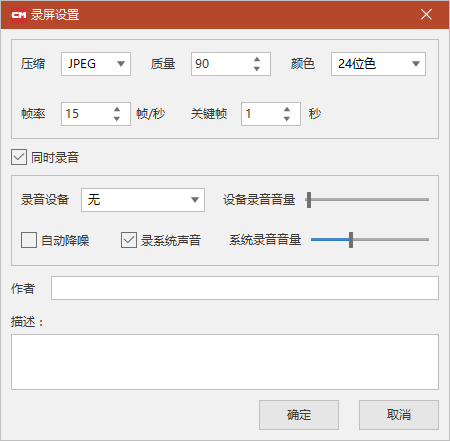 CM 录屏设置
压缩 JPEG 质量 90 颜色 24位色
帧率 15 帧/秒 关键帧 1 秒
同时录音
录音设备 无 设备录音音量
自动降噪 录系统声音 系统录音音量
作者
描述：
确定 取消